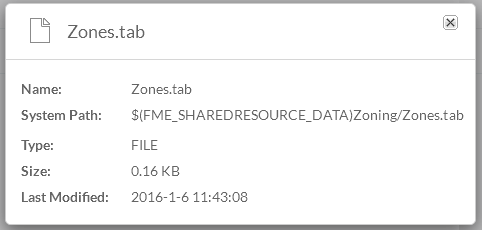 Zones.tab
Name: Zones.tab
System Path: $(FME_SHAREDRESOURCE_DATA)Zoning/Zones.tab
Type: FILE
Size: 0.16 KB
Last Modified: 2016-1-6 11:43:08